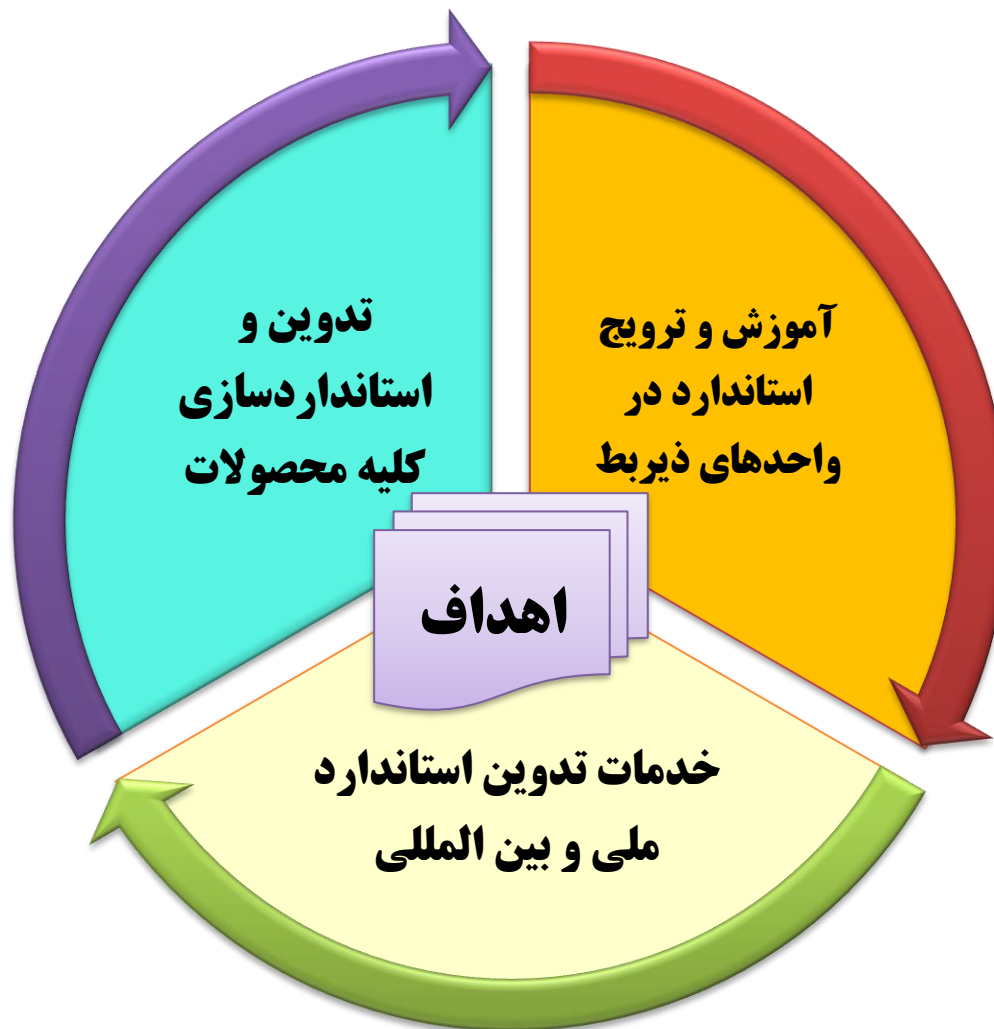 آموزش و ترویج
استاندارد در
واحدهای ذیربط
تدوین و
استانداردسازی
کلیه محصولات
اهداف
خدمات تدوین استاندارد
ملی و بین المللی